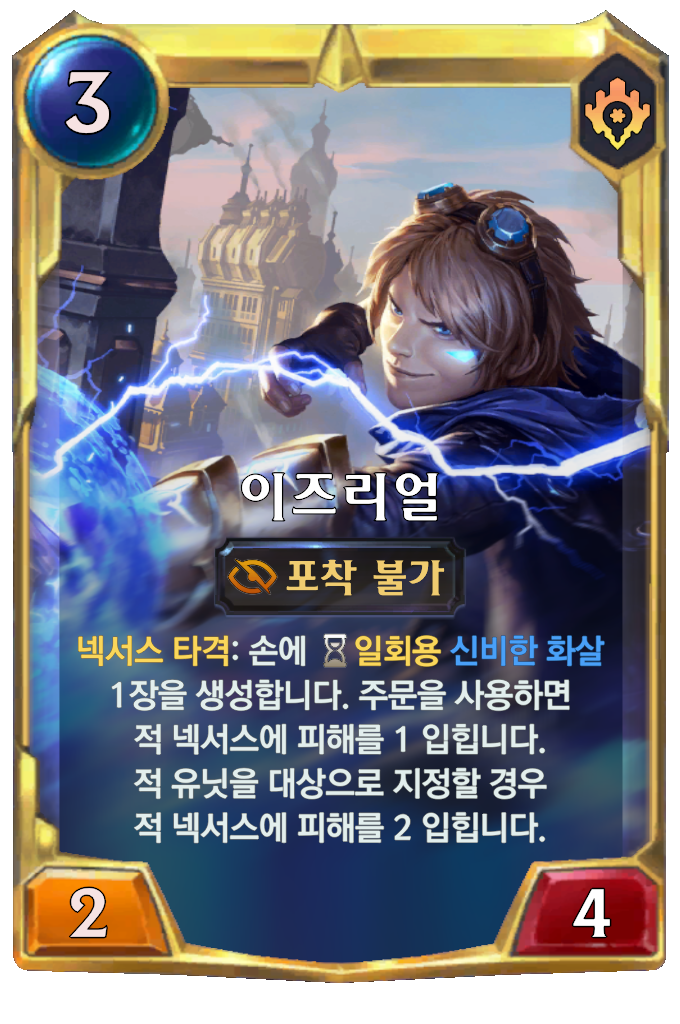 3
이즈리얼
포착 불가
넥서스 타격: 손에 일회용 신비한 화살
1장을 생성합니다. 주문을 사용하면
적 넥서스에 피해를 1 입힙니다.
적 유닛을 대상으로 지정할 경우
적 넥서스에 피해를 2 입힙니다.
2
4